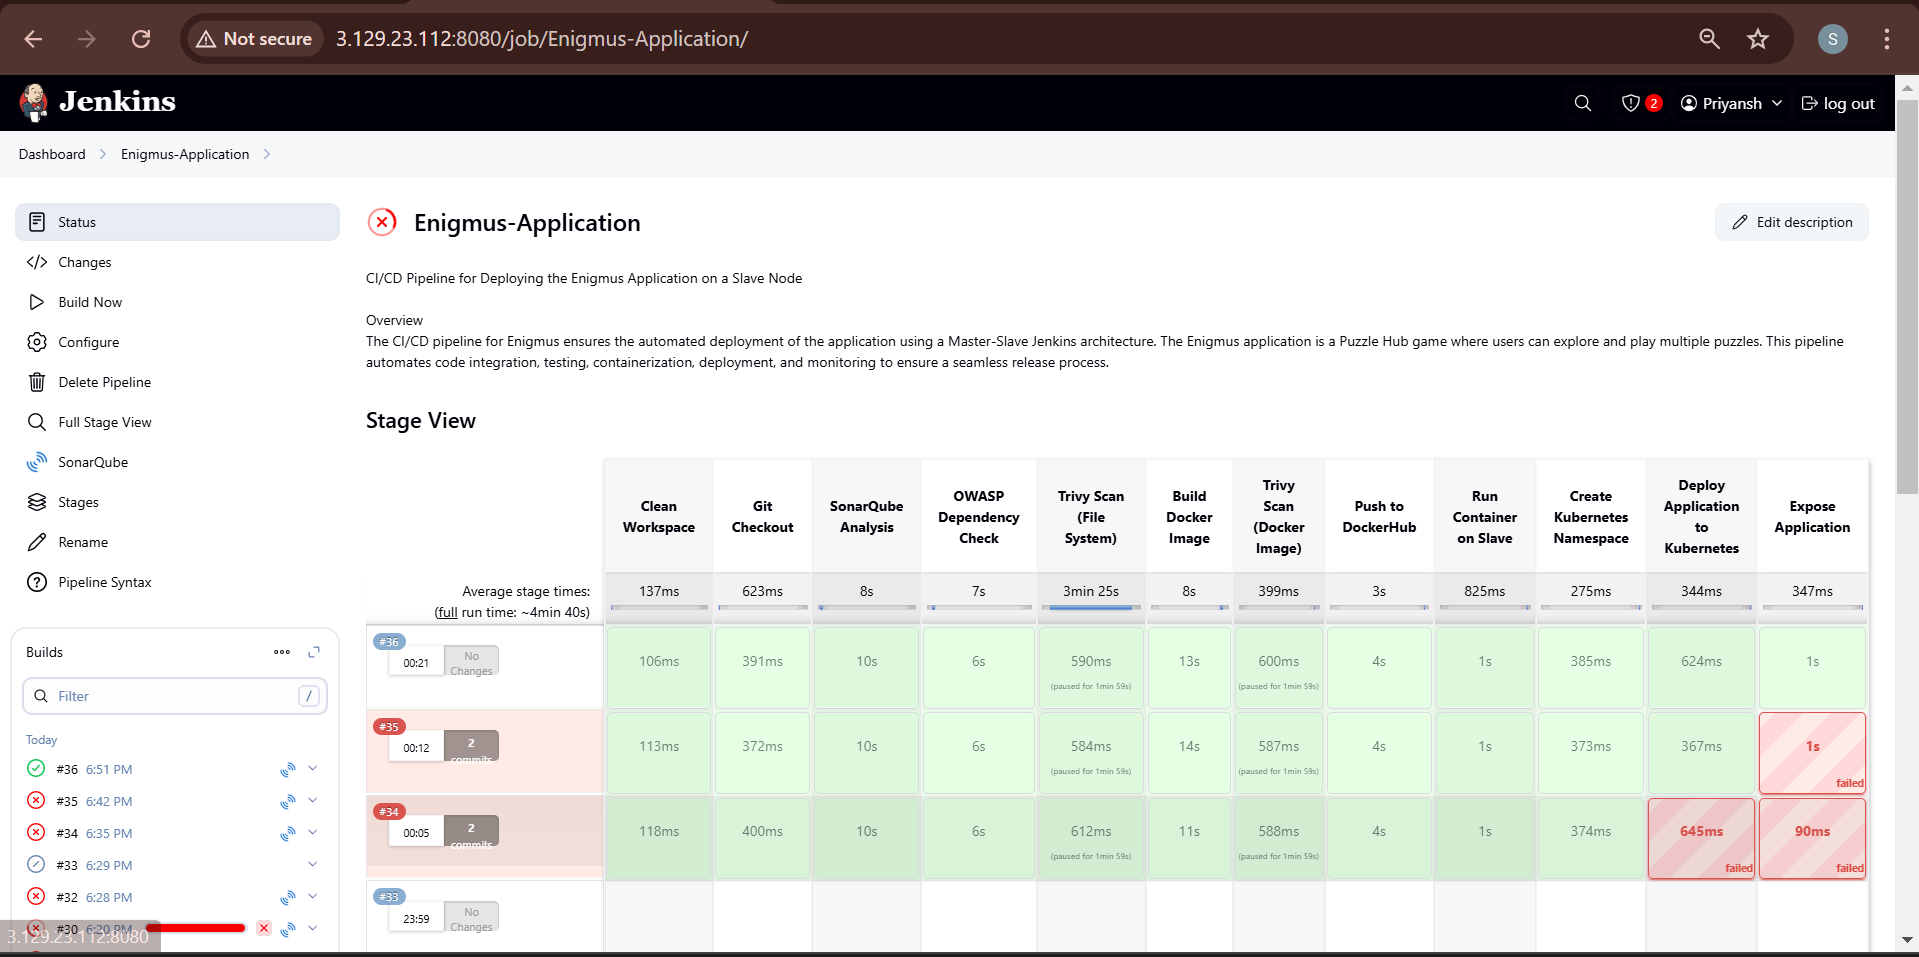 Not secure
3.129.23.112:8080/job/Enigmus-Application/
S
Jenkins
2
Priyansh
log out
Dashboard
Enigmus-Application
Status
Changes
Build Now
Configure
Delete Pipeline
Full Stage View
SonarQube
Stages
Rename
Pipeline Syntax
Enigmus-Application
Edit description
CI/CD Pipeline for Deploying the Enigmus Application on a Slave Node
Overview
The CI/CD pipeline for Enigmus ensures the automated deployment of the application using a Master-Slave Jenkins architecture. The Enigmus application is a Puzzle Hub game where users can explore and play multiple puzzles. This pipeline
automates code integration, testing, containerization, deployment, and monitoring to ensure a seamless release process.
Stage View
Clean
Workspace
Git
Checkout
SonarQube
Analysis
OWASP
Dependency
Check
Trivy Scan
(File
System)
Build
Docker
Image
Trivy
Scan
(Docker
Image)
Push to
DockerHub
Run
Container
on Slave
Create
Kubernetes
Namespace
Deploy
Application
to
Kubernetes
Expose
Application
Average stage times:
(full run time: ~4min 40s)
137ms
623ms
8s
7s
3min 25s
8s
399ms
3s
825ms
275ms
344ms
347ms
#36
00:21
No
Changes
106ms
391ms
10s
6s
590ms
(paused for 1min 59s)
13s
600ms
(paused for 1min 59s)
4s
1s
385ms
624ms
1s
#35
00:12
2
commits
113ms
372ms
10s
6s
584ms
(paused for 1min 59s)
14s
587ms
(paused for 1min 59s)
4s
1s
373ms
367ms
1s
failed
#34
00:05
2
commits
118ms
400ms
10s
6s
612ms
(paused for 1min 59s)
11s
588ms
(paused for 1min 59s)
4s
1s
374ms
645ms
failed
90ms
failed
#33
23:59
No
Changes
Builds
Filter
/
Today
#36 6:51 PM
#35 6:42 PM
#34 6:35 PM
#33 6:29 PM
#32 6:28 PM
#30 6:20 PM
3.129.23.112:8080